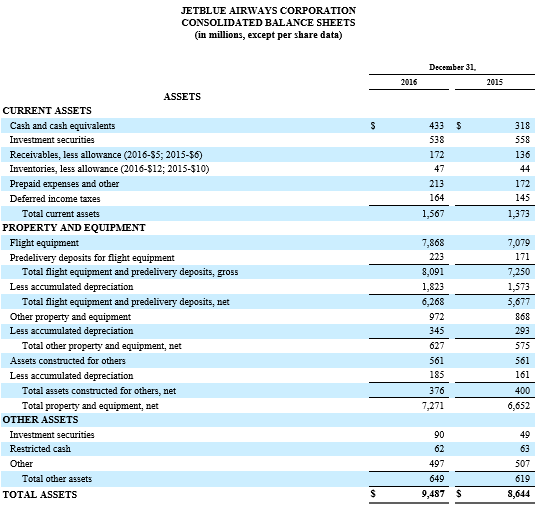 JETBLUE AIRWAYS CORPORATION
CONSOLIDATED BALANCE SHEETS
(in millions, except per share data)
December 31,
2016 2015
ASSETS
CURRENT ASSETS
Cash and cash equivalents $ 433 $ 318
Investment securities 538 558
Receivables, less allowance (2016-$5; 2015-$6) 172 136
Inventories, less allowance (2016-$12; 2015-$10) 47 44
Prepaid expenses and other 213 172
Deferred income taxes 164 145
Total current assets 1,567 1,373
PROPERTY AND EQUIPMENT
Flight equipment 7,868 7,079
Predelivery deposits for flight equipment 223 171
Total flight equipment and predelivery deposits, gross 8,091 7,250
Less accumulated depreciation 1,823 1,573
Total flight equipment and predelivery deposits, net 6,268 5,677
Other property and equipment 972 868
Less accumulated depreciation 345 293
Total other property and equipment, net 627 575
Assets constructed for others 561 561
Less accumulated depreciation 185 161
Total assets constructed for others, net 376 400
Total property and equipment, net 7,271 6,652
OTHER ASSETS
Investment securities 90 49
Restricted cash 62 63
Other 497 507
Total other assets 649 619
TOTAL ASSETS $ 9,487 $ 8,644